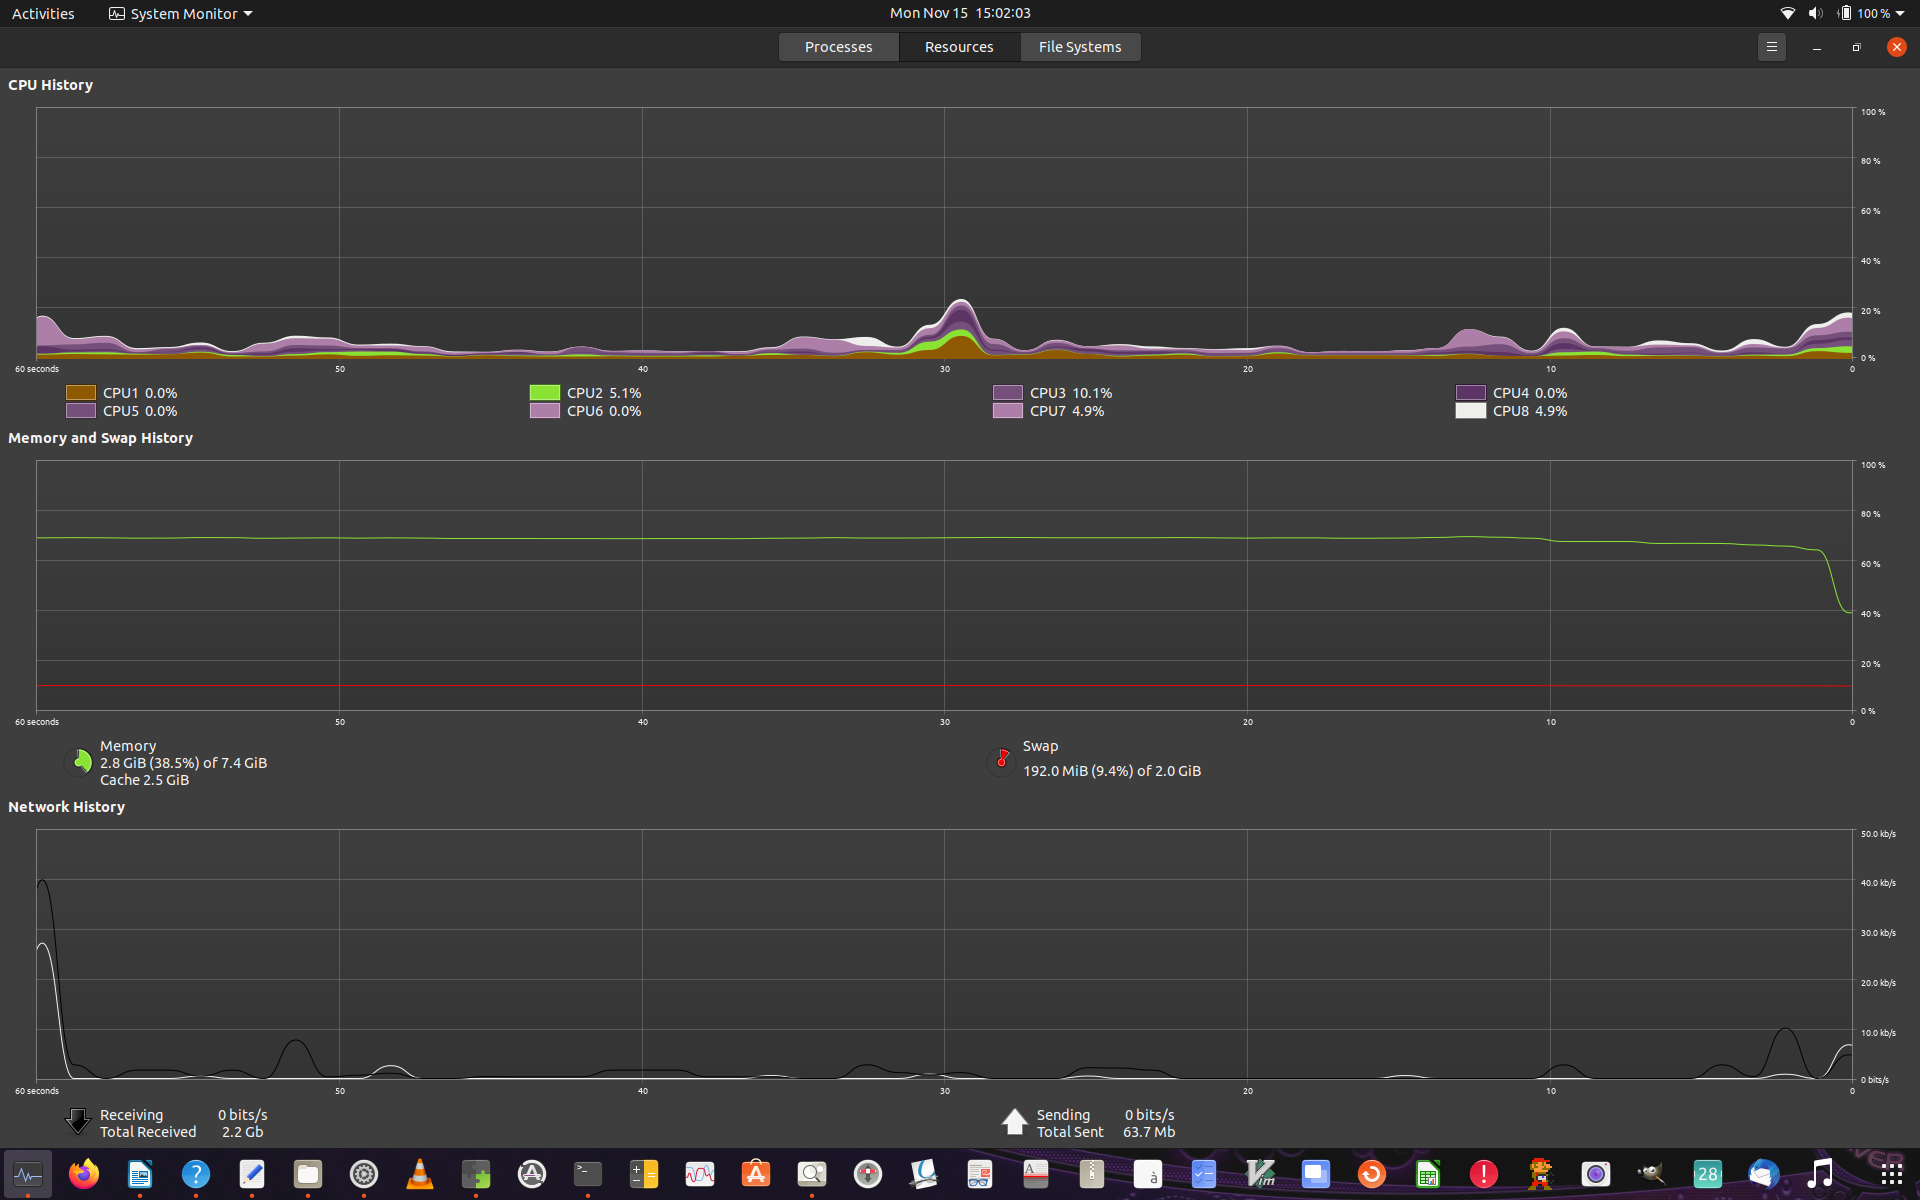 Activities System Monitor Mon Nov 15 15:02:03 100 %
Processes Resources File Systems
CPU History
100 %
80 %
60 %
40 %
20 %
0 %
60 seconds 50 40 30 20 10 0
CPU1 0.0% CPU2 5.1% CPU3 10.1% CPU4 0.0%
CPU5 0.0% CPU6 0.0% CPU7 4.9% CPU8 4.9%
Memory and Swap History
100 %
80 %
60 %
40 %
20 %
0 %
60 seconds 50 40 30 20 10 0
Memory
2.8 GiB (38.5%) of 7.4 GiB
Cache 2.5 GiB
Swap
192.0 MiB (9.4%) of 2.0 GiB
Network History
50.0 kb/s
40.0 kb/s
30.0 kb/s
20.0 kb/s
10.0 kb/s
0 bits/s
60 seconds 50 40 30 20 10 0
Receiving 0 bits/s Sending 0 bits/s
Total Received 2.2 Gb Total Sent 63.7 Mb
? >_ A à Vim ! 28